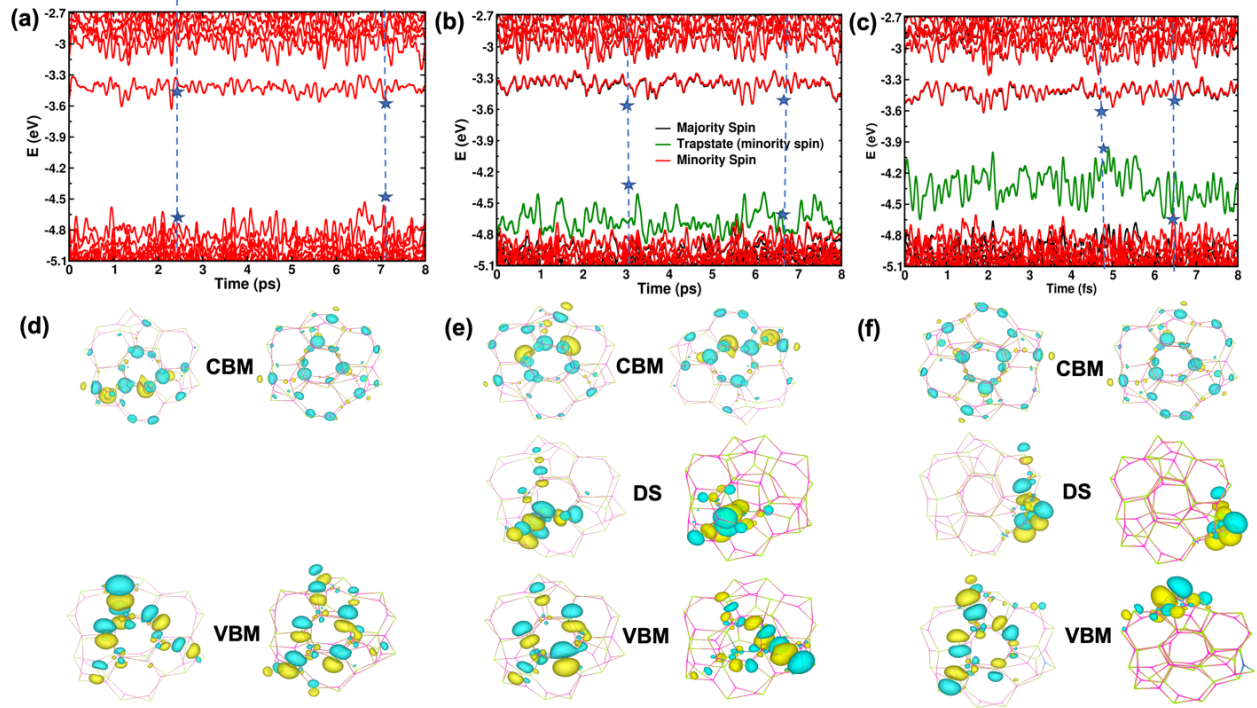 (a)
-2.7
-3
-3.3
-3.6
-3.9
-4.2
-4.5
-4.8
-5.1
E (eV)
0 1 2 3 4 5 6 7 8
Time (ps)
(b)
-2.7
-3
-3.3
-3.6
-3.9
-4.2
-4.5
-4.8
-5.1
E (eV)
Majority Spin
Trapstate (minority spin)
Minority Spin
0 1 2 3 4 5 6 7 8
Time (ps)
(c)
-2.7
-3
-3.3
-3.6
-3.9
-4.2
-4.5
-4.8
-5.1
E (eV)
0 1 2 3 4 5 6 7 8
Time (fs)
(d)
CBM
VBM
(e)
CBM
DS
VBM
(f)
CBM
DS
VBM